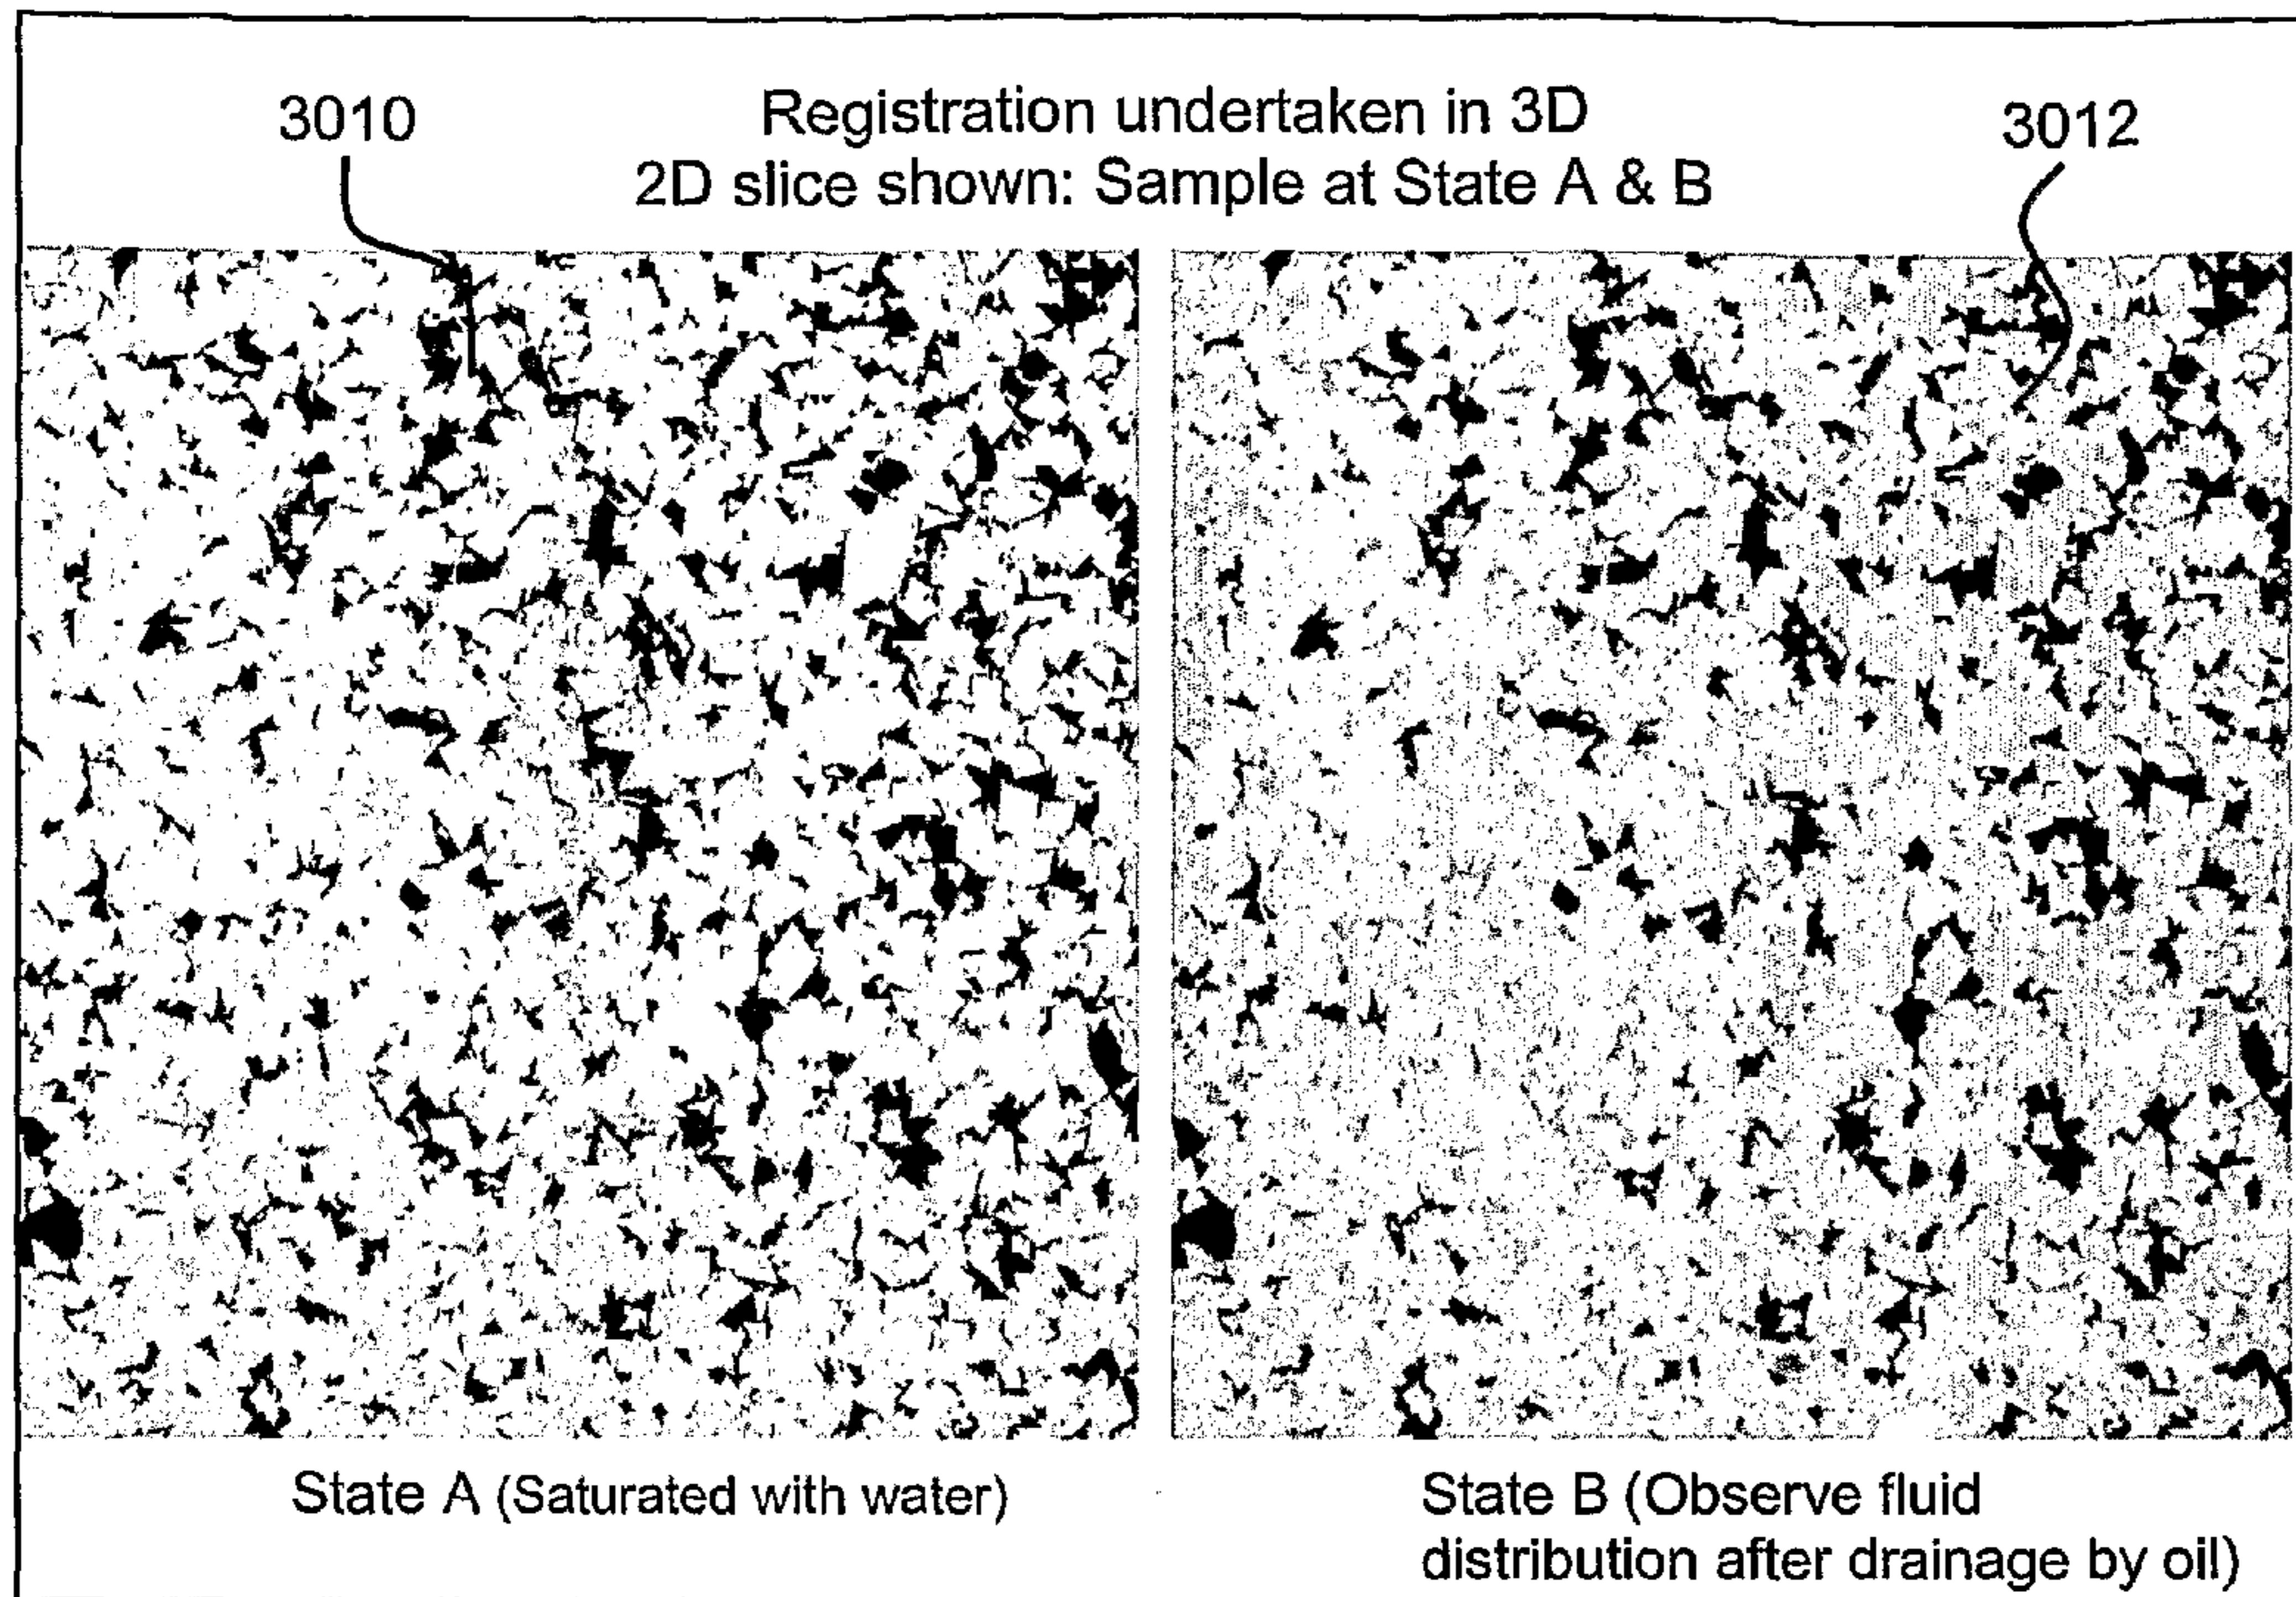 3010
Registration undertaken in 3D
3012
2D slice shown: Sample at State A & B
State A (Saturated with water)
State B (Observe fluid
distribution after drainage by oil)